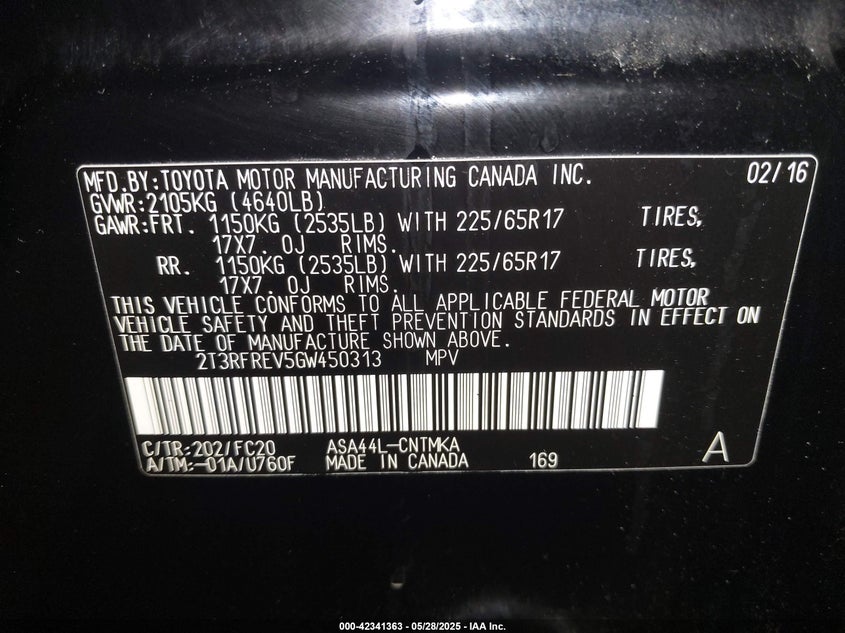 MFD.BY:TOYOTA MOTOR MANUFACTURING CANADA INC. 02/16
GVWR:2105KG (4640LB)
GAWR:FRT. 1150KG (2535LB) WITH 225/65R17 TIRES,
17X7.0J RIMS.
RR. 1150KG (2535LB) WITH 225/65R17 TIRES,
17X7.0J RIMS.
THIS VEHICLE CONFORMS TO ALL APPLICABLE FEDERAL MOTOR
VEHICLE SAFETY AND THEFT PREVENTION STANDARDS IN EFFECT ON
THE DATE OF MANUFACTURE SHOWN ABOVE.
2T3RFREV5GW450313 MPV
C/TR:202/FC20 ASA44L-CNTMKA
A/TM:-01A/U760F MADE IN CANADA 169 A
000-42341363 - 05/28/2025 - IAA Inc.